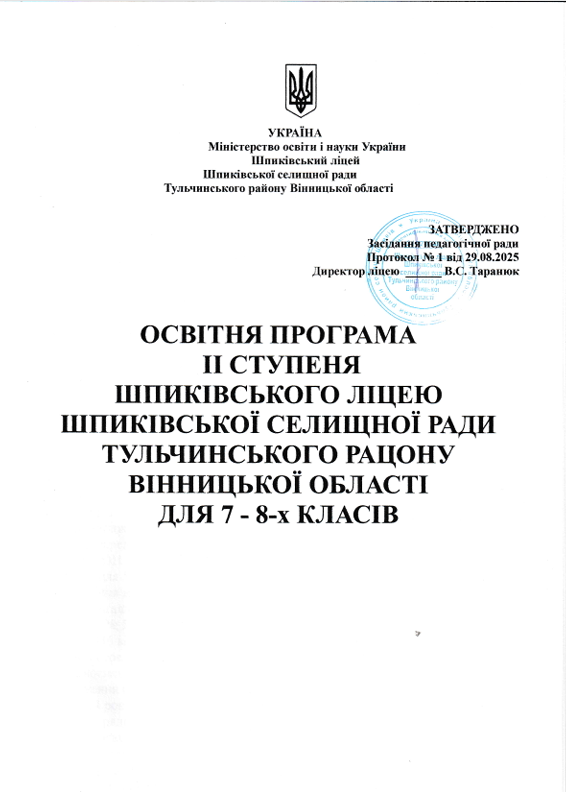 УКРАЇНА
Міністерство освіти і науки України
Шпиківський ліцей
Шпиківської селищної ради
Тульчинського району Вінницької області
ЗАТВЕРДЖЕНО
Засідання педагогічної ради
Протокол № 1 від 29.08.2025
Директор ліцею ______ В.С. Таранюк
ОСВІТНЯ ПРОГРАМА
ІІ СТУПЕНЯ
ШПИКІВСЬКОГО ЛІЦЕЮ
ШПИКІВСЬКОЇ СЕЛИЩНОЇ РАДИ
ТУЛЬЧИНСЬКОГО РАЦОНУ
ВІННИЦЬКОЇ ОБЛАСТІ
ДЛЯ 7 - 8-х КЛАСІВ